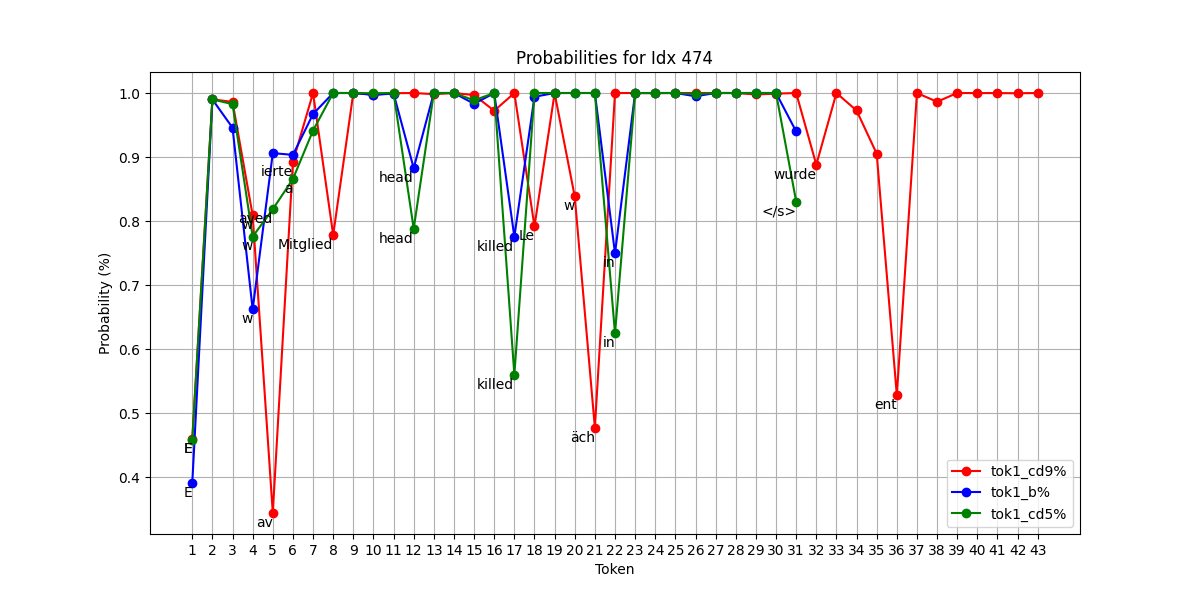 Probabilities for Idx 474
Probability (%)
1.0
0.9
0.8
0.7
0.6
0.5
0.4
E
E
w
w
w
aved
av
ierte
a
Mitglied
head
head
killed
killed
Le
w
äch
in
in
wurde
</s>
ent
tok1_cd9%
tok1_b%
tok1_cd5%
1 2 3 4 5 6 7 8 9 10 11 12 13 14 15 16 17 18 19 20 21 22 23 24 25 26 27 28 29 30 31 32 33 34 35 36 37 38 39 40 41 42 43
Token